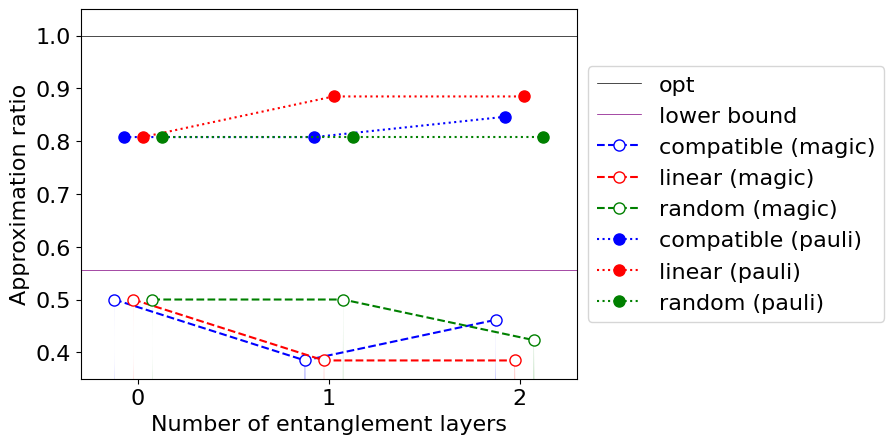 1.0
0.9
0.8
0.7
0.6
0.5
0.4
Approximation ratio
0
1
2
Number of entanglement layers
opt
lower bound
compatible (magic)
linear (magic)
random (magic)
compatible (pauli)
linear (pauli)
random (pauli)